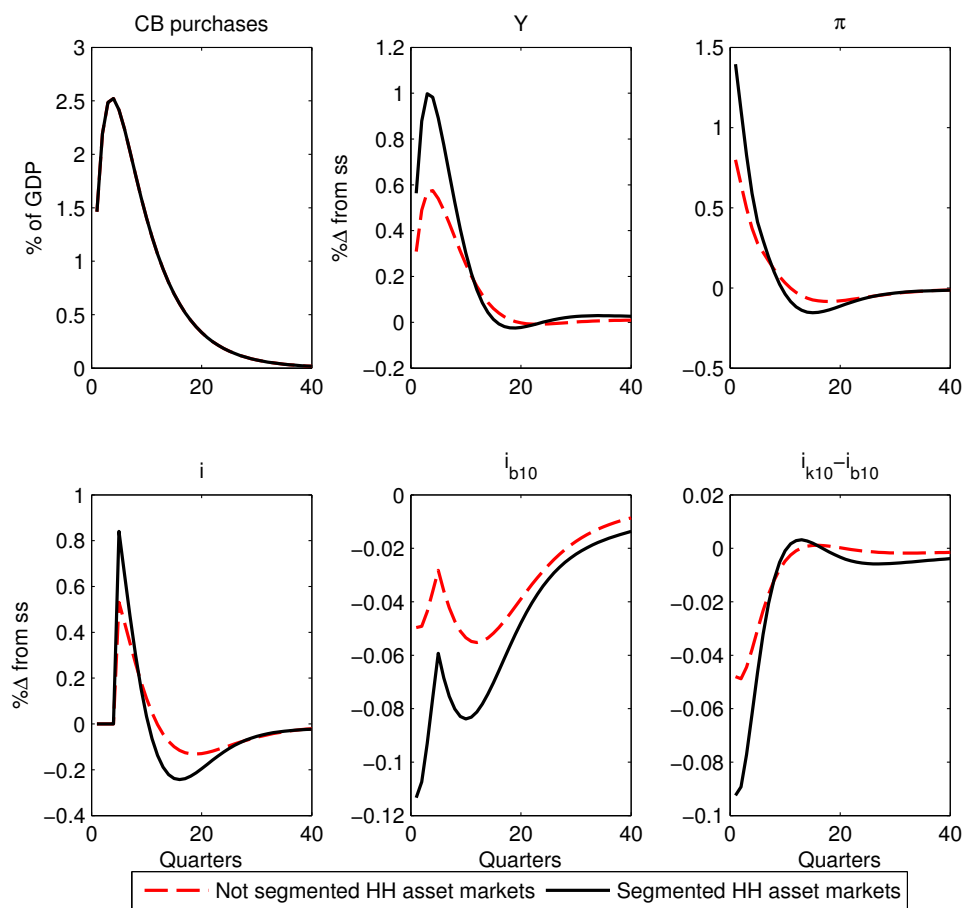 CB purchases
Y
π
% of GDP
3
2.5
2
1.5
1
0.5
0
0 20 40
%Δ from ss
1.2
1
0.8
0.6
0.4
0.2
0
−0.2
0 20 40
1.5
1
0.5
0
−0.5
0 20 40
i
i_b10
i_k10−i_b10
%Δ from ss
1
0.8
0.6
0.4
0.2
0
−0.2
−0.4
0 20 40
Quarters
0
−0.02
−0.04
−0.06
−0.08
−0.1
−0.12
0 20 40
Quarters
0.02
0
−0.02
−0.04
−0.06
−0.08
−0.1
0 20 40
Quarters
Not segmented HH asset markets Segmented HH asset markets